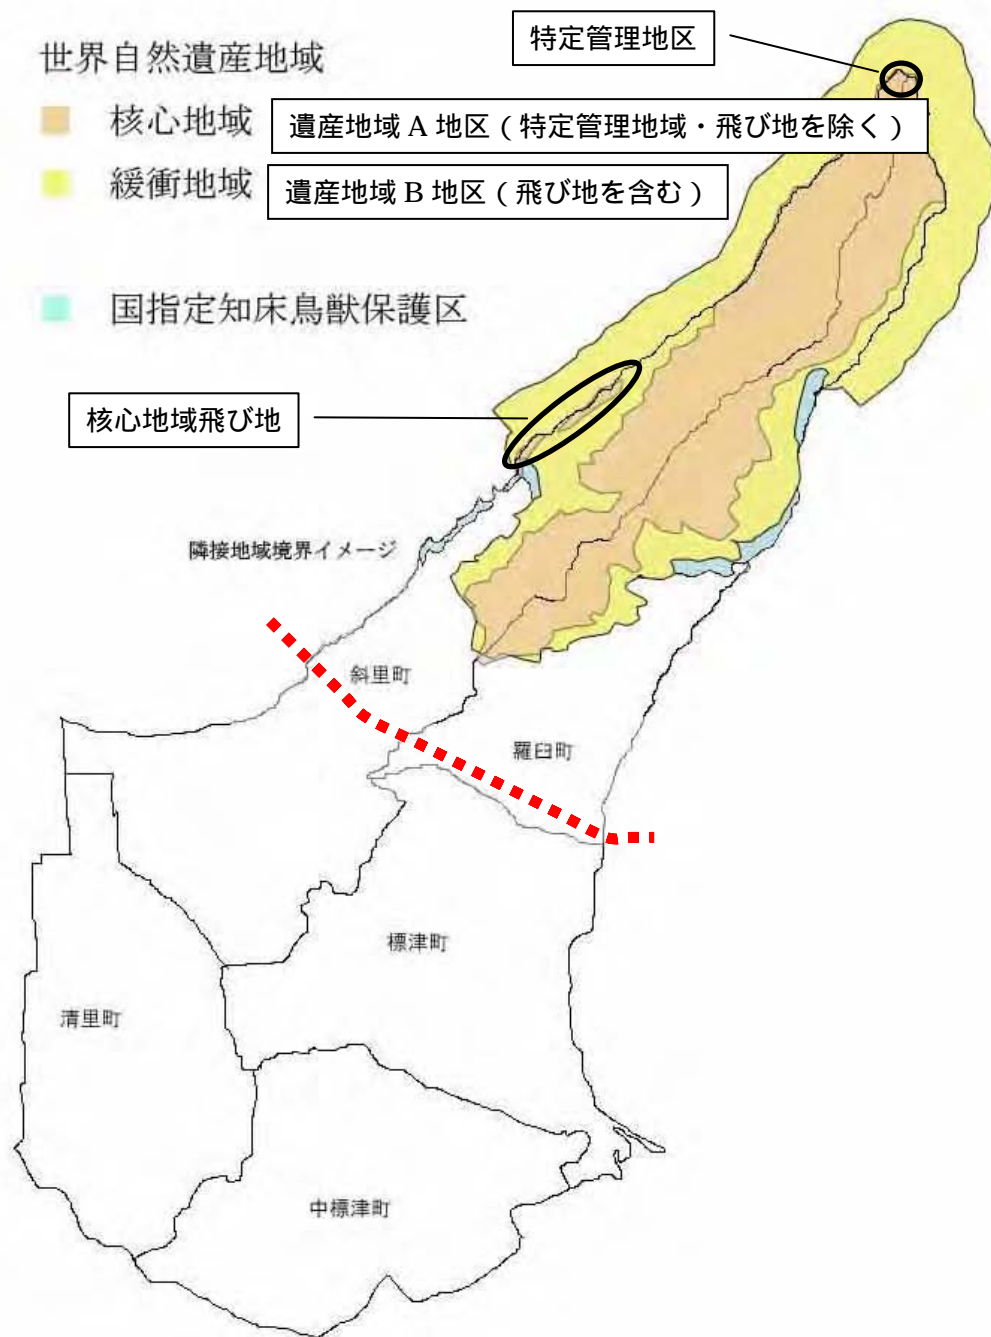 特定管理地区
世界自然遺産地域
核心地域
遺産地域 A 地区（特定管理地域・飛び地を除く）
緩衝地域
遺産地域 B 地区（飛び地を含む）
国指定知床鳥獣保護区
核心地域飛び地
隣接地域境界イメージ
斜里町
羅臼町
標津町
清里町
中標津町